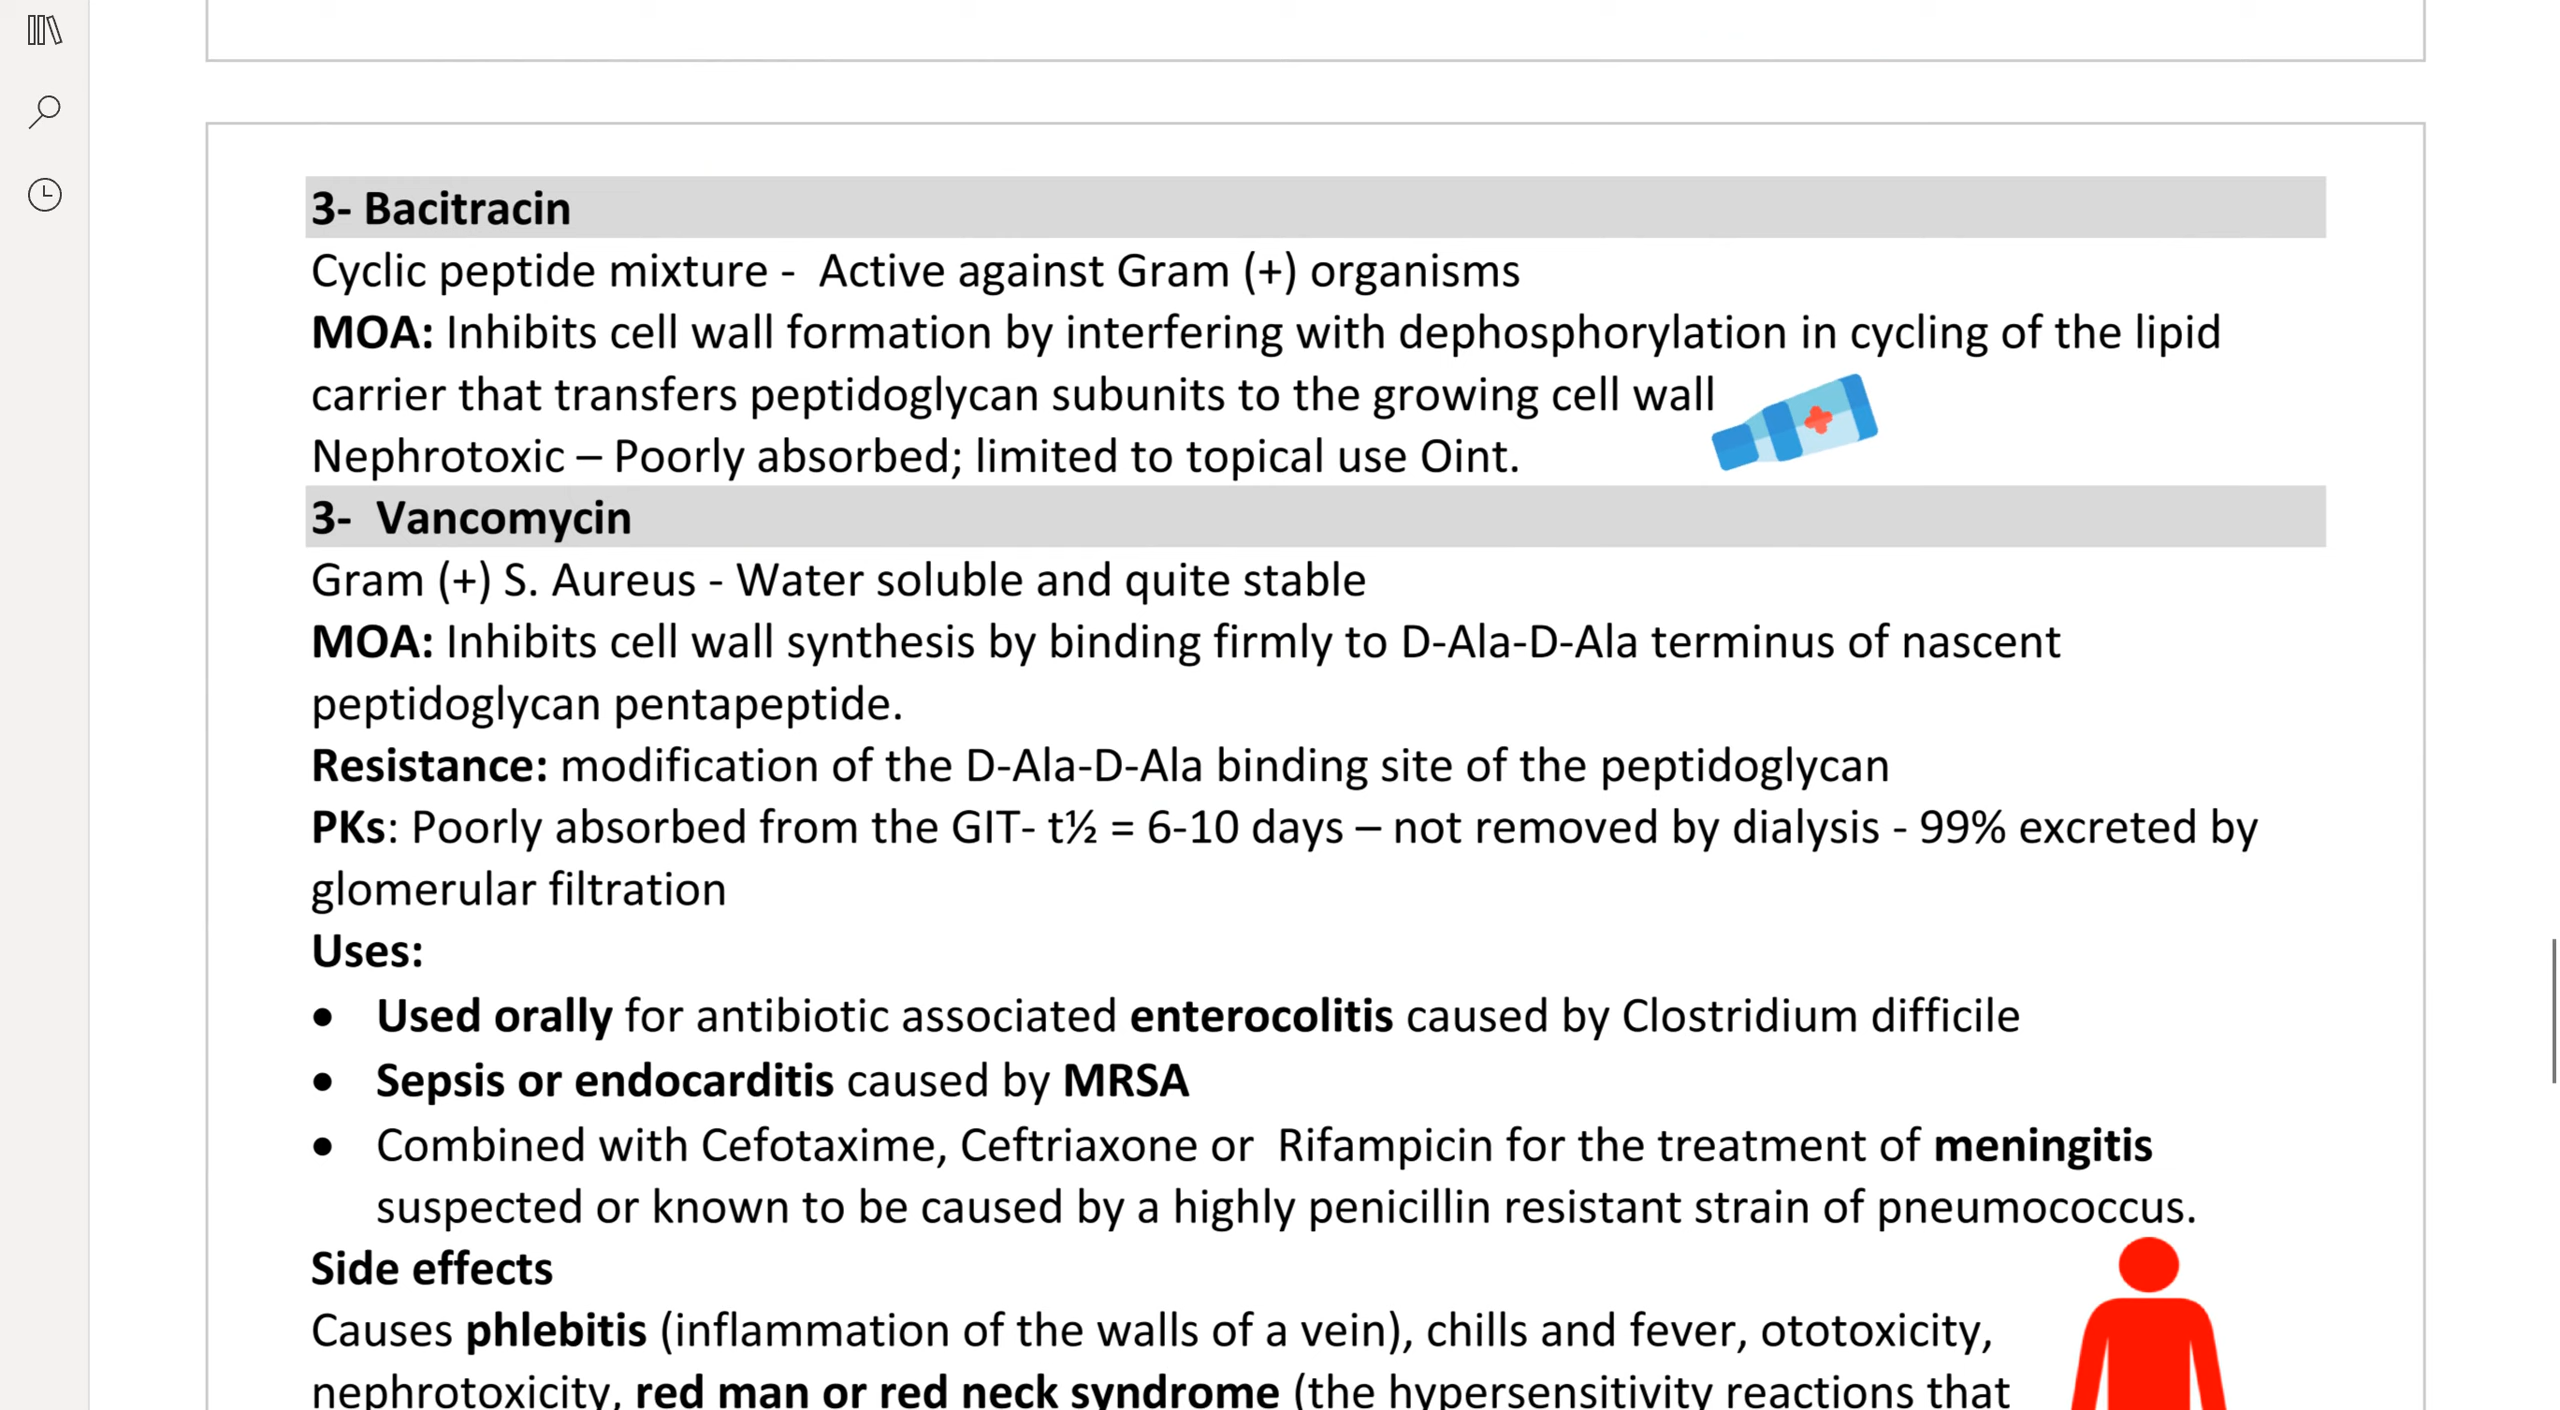 3- Bacitracin
Cyclic peptide mixture -  Active against Gram (+) organisms
MOA: Inhibits cell wall formation by interfering with dephosphorylation in cycling of the lipid
carrier that transfers peptidoglycan subunits to the growing cell wall
Nephrotoxic – Poorly absorbed; limited to topical use Oint.
3-  Vancomycin
Gram (+) S. Aureus - Water soluble and quite stable
MOA: Inhibits cell wall synthesis by binding firmly to D-Ala-D-Ala terminus of nascent
peptidoglycan pentapeptide.
Resistance: modification of the D-Ala-D-Ala binding site of the peptidoglycan
PKs: Poorly absorbed from the GIT- t½ = 6-10 days – not removed by dialysis - 99% excreted by
glomerular filtration
Uses:
• Used orally for antibiotic associated enterocolitis caused by Clostridium difficile
• Sepsis or endocarditis caused by MRSA
• Combined with Cefotaxime, Ceftriaxone or  Rifampicin for the treatment of meningitis
suspected or known to be caused by a highly penicillin resistant strain of pneumococcus.
Side effects
Causes phlebitis (inflammation of the walls of a vein), chills and fever, ototoxicity,
nephrotoxicity, red man or red neck syndrome (the hypersensitivity reactions that